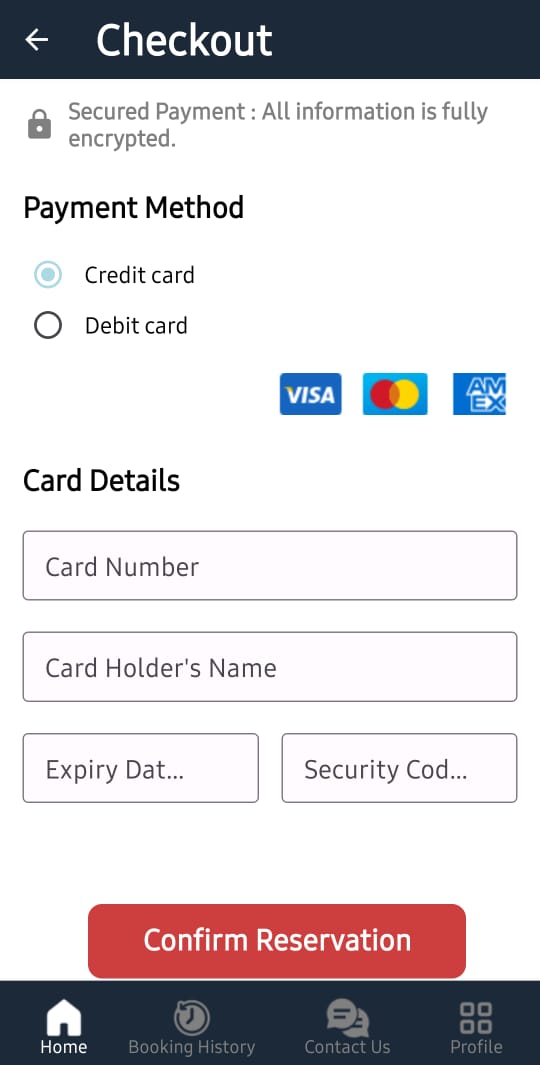 Checkout
Secured Payment : All information is fully
encrypted.
Payment Method
Credit card
Debit card
VISA
AM
EX
Card Details
Card Number
Card Holder's Name
Expiry Dat...
Security Cod...
Confirm Reservation
Home
Booking History
Contact Us
Profile